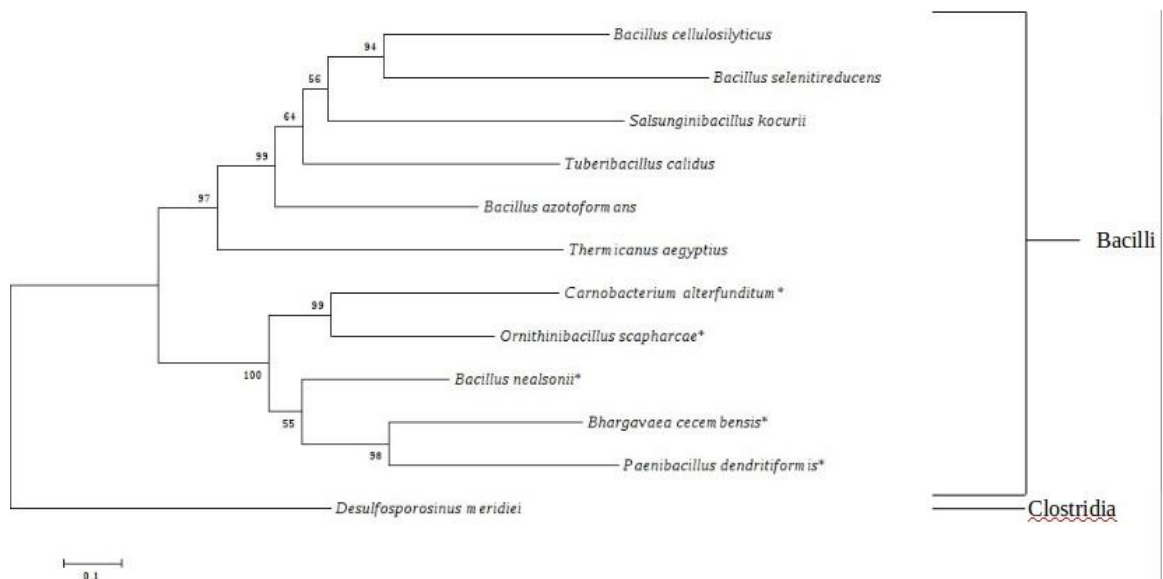 Bacillus cellulosilyticus
94
Bacillus selenitireducens
56
Salsunginibacillus kocurii
64
Tuberibacillus calidus
99
Bacillus azotoformans
97
Thermicanus aegyptius
Bacilli
Carnobacterium alterfunditum*
99
Ornithinibacillus scapharcae*
100
Bacillus nealsonii*
55
Bhargavaea cecembensis*
98
Paenibacillus dendritiformis*
Desulfosporosinus meridiei
Clostridia
0.1